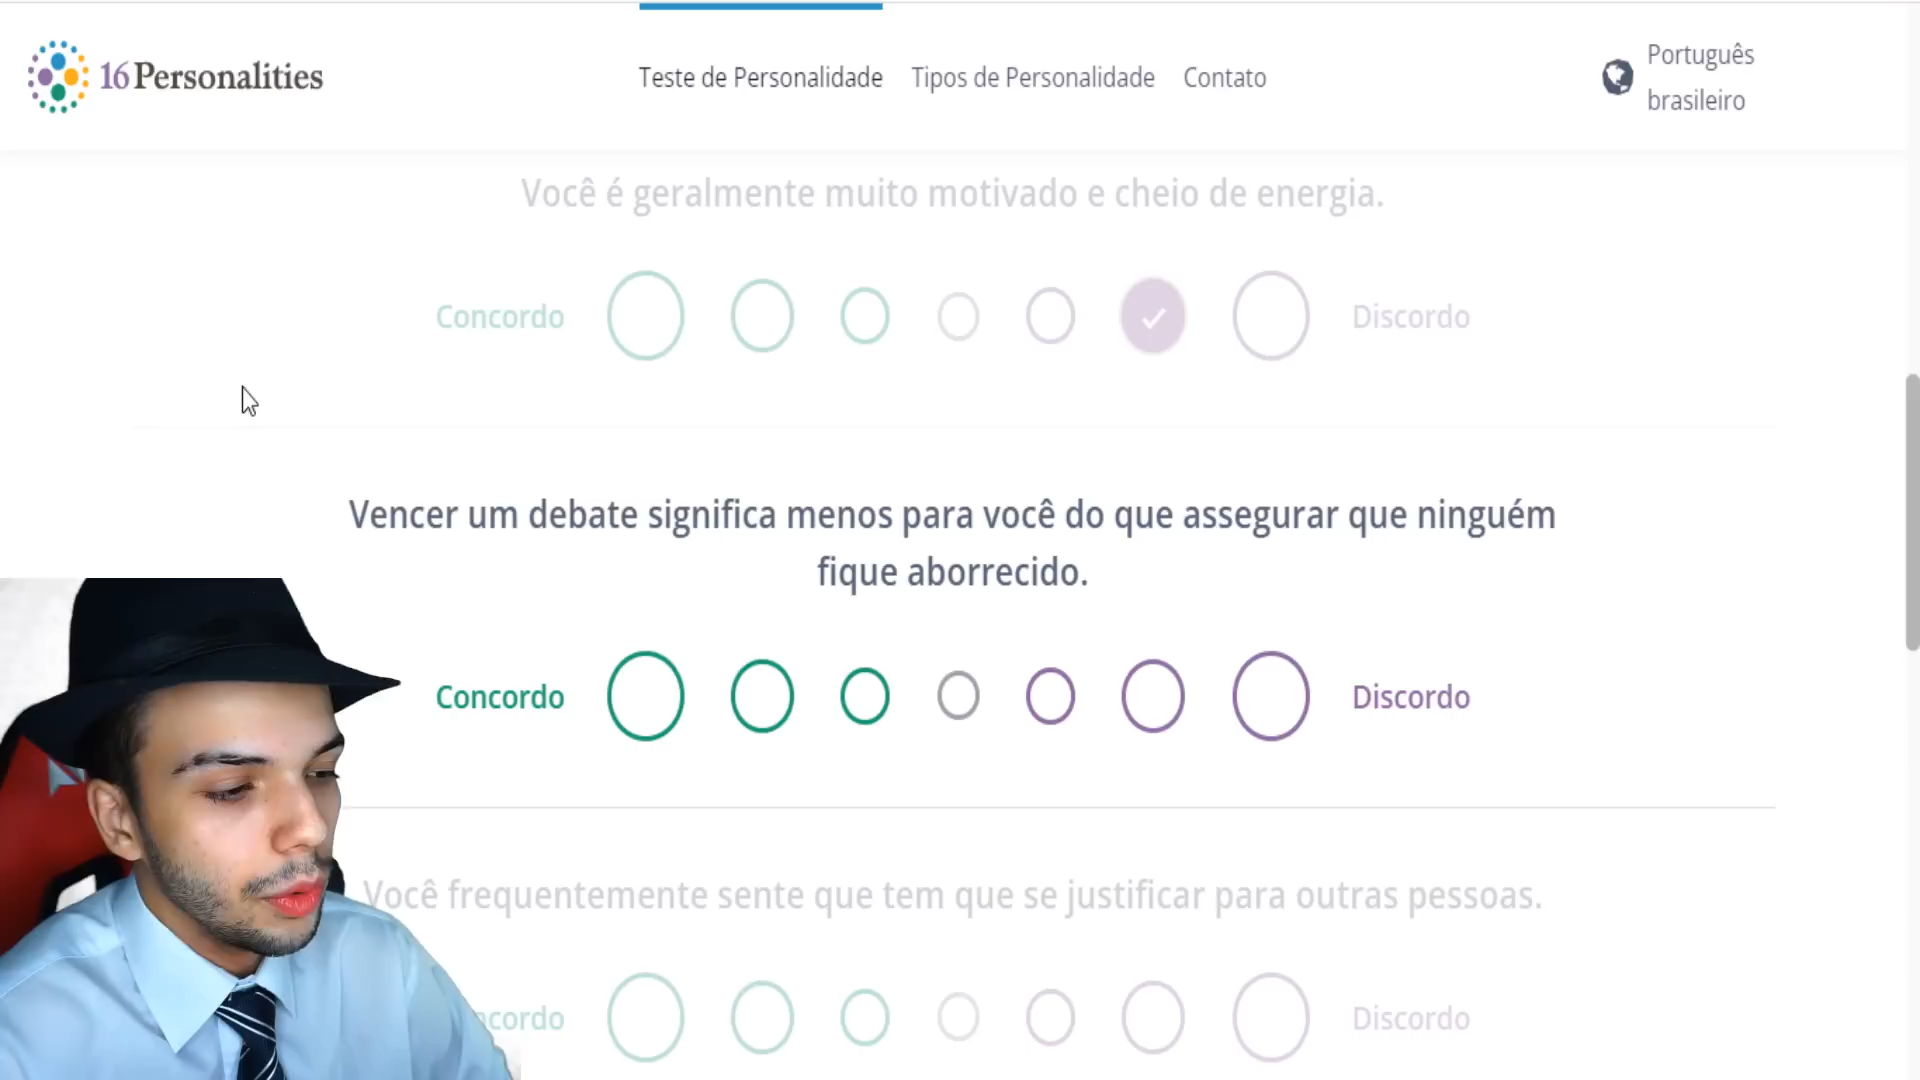 16Personalities
Teste de Personalidade
Tipos de Personalidade
Contato
Português
brasileiro
Você é geralmente muito motivado e cheio de energia.
Concordo
Discordo
Vencer um debate significa menos para você do que assegurar que ninguém
fique aborrecido.
Concordo
Discordo
Você frequentemente sente que tem que se justificar para outras pessoas.
ncordo
Discordo